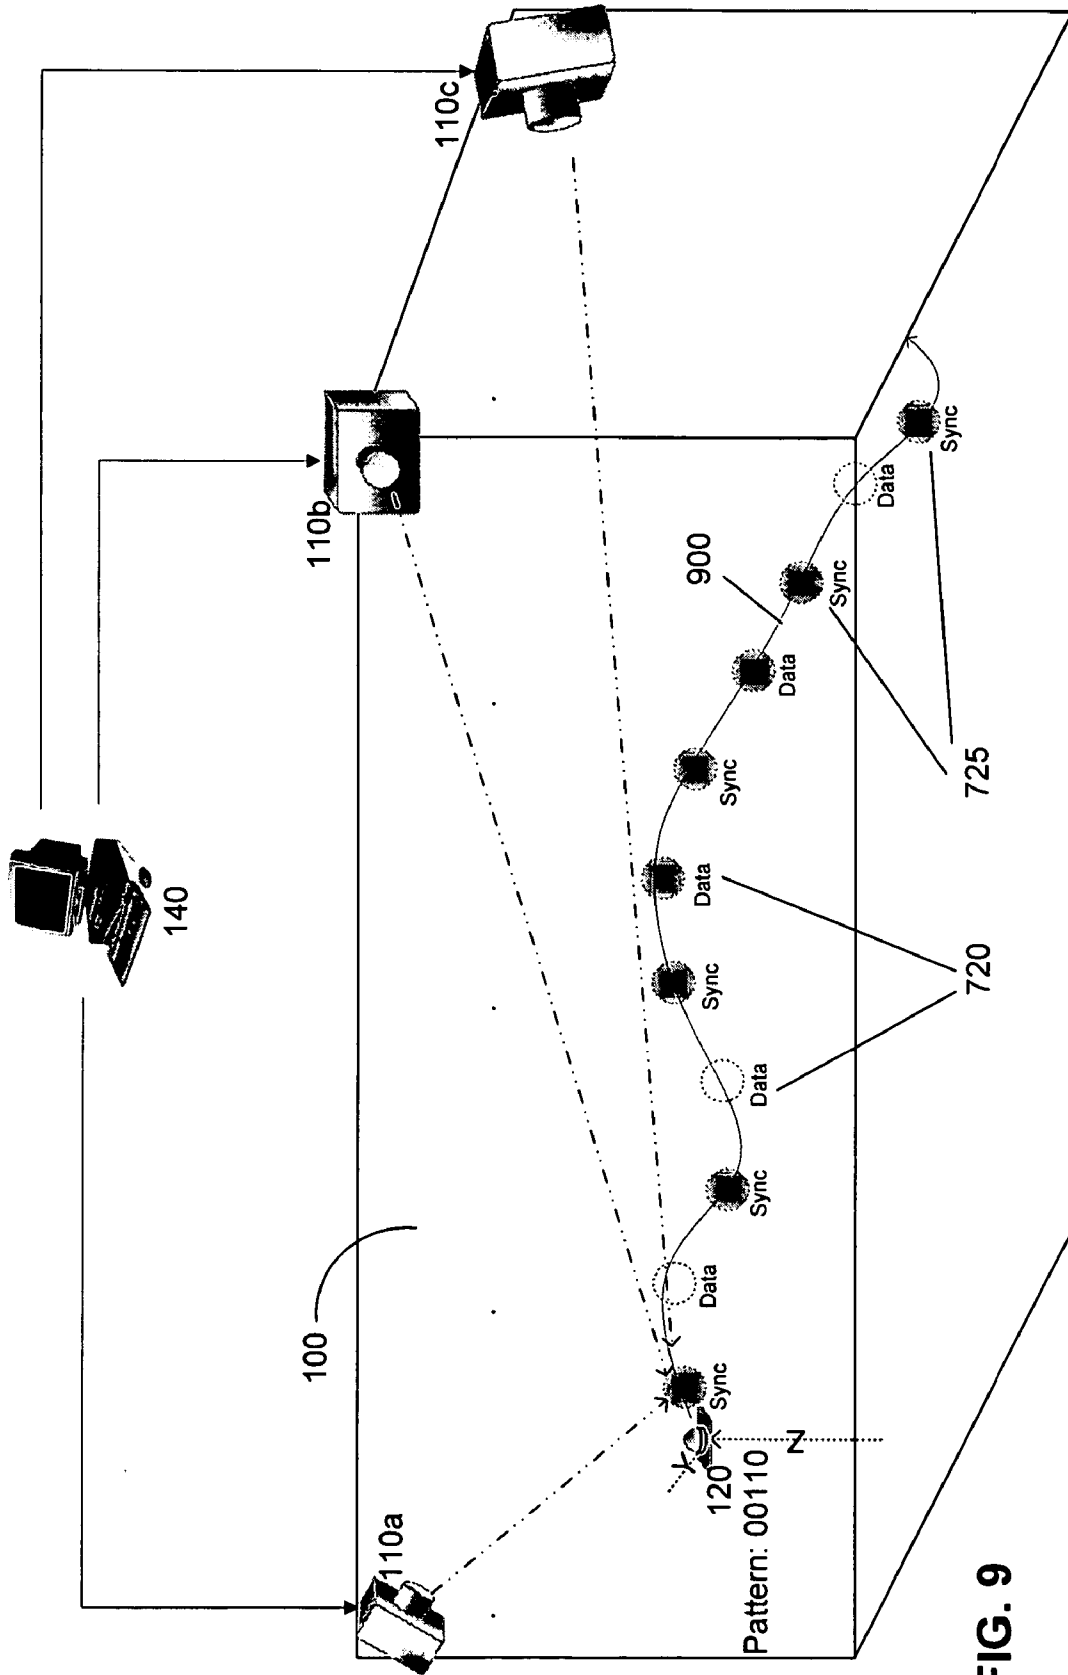 140
110c
110b
110a
100
900
Sync
Data
Sync
Data
Sync
Data
Sync
Data
Sync
Data
Sync
725
720
120
Y
Z
Pattern: 00110
FIG. 9